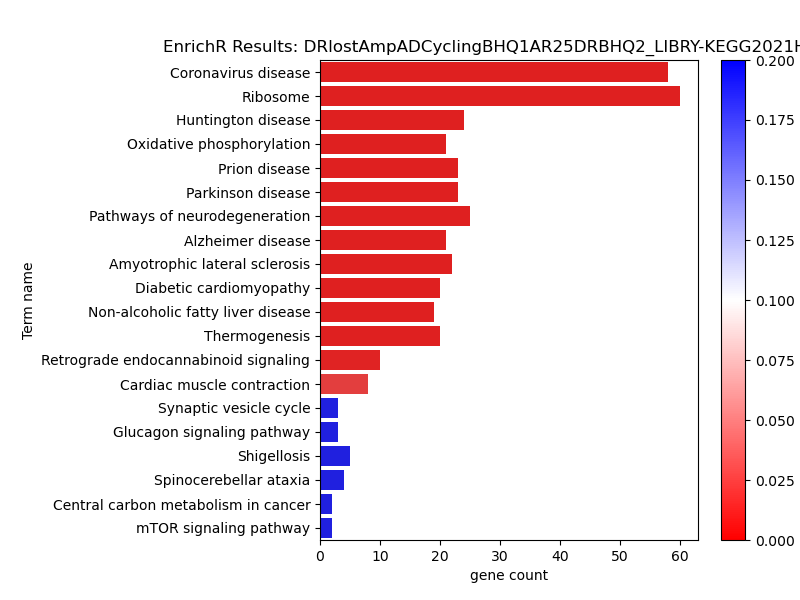 EnrichR Results: DRlostAmpADCyclingBHQ1AR25DRBHQ2_LIBRY-KEGG2021H
Coronavirus disease
Ribosome
Huntington disease
Oxidative phosphorylation
Prion disease
Parkinson disease
Pathways of neurodegeneration
Alzheimer disease
Amyotrophic lateral sclerosis
Diabetic cardiomyopathy
Non-alcoholic fatty liver disease
Thermogenesis
Retrograde endocannabinoid signaling
Cardiac muscle contraction
Synaptic vesicle cycle
Glucagon signaling pathway
Shigellosis
Spinocerebellar ataxia
Central carbon metabolism in cancer
mTOR signaling pathway
Term name
0 10 20 30 40 50 60
gene count
0.200
0.175
0.150
0.125
0.100
0.075
0.050
0.025
0.000